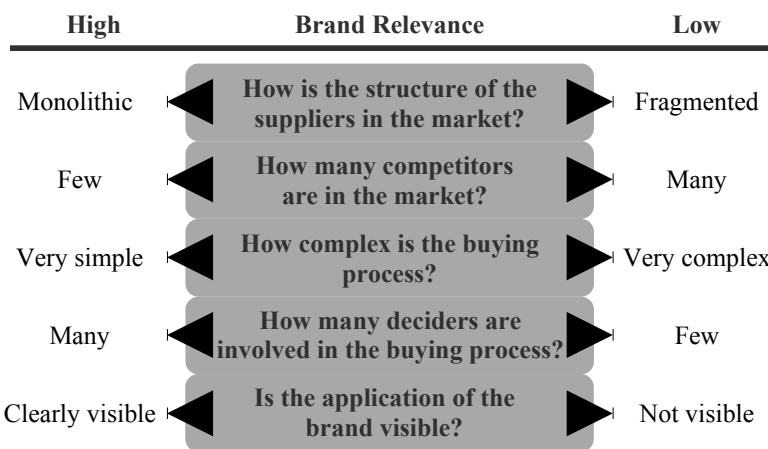 High Brand Relevance Low
Monolithic How is the structure of the suppliers in the market? Fragmented
Few How many competitors are in the market? Many
Very simple How complex is the buying process? Very complex
Many How many deciders are involved in the buying process? Few
Clearly visible Is the application of the brand visible? Not visible